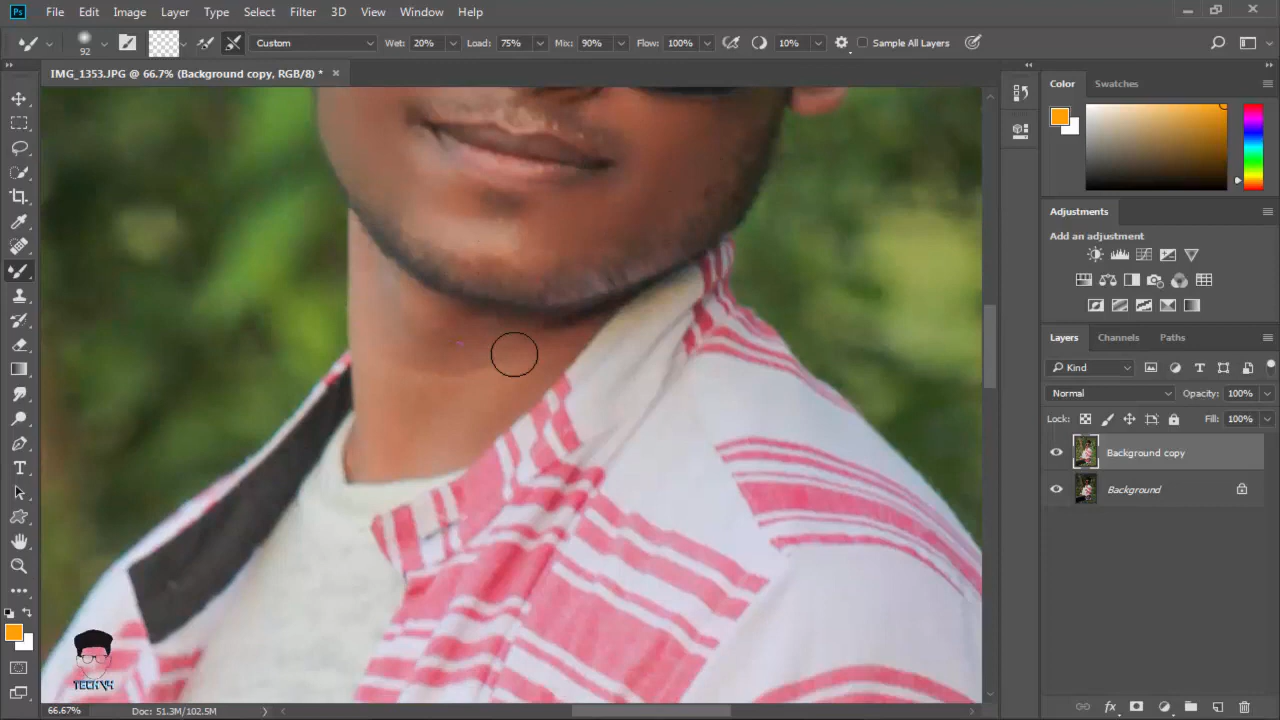 Ps File Edit Image Layer Type Select Filter 3D View Window Help
92 Custom Wet: 20% Load: 75% Mix: 90% Flow: 100% 10% Sample All Layers
IMG_1353.JPG @ 66.7% (Background copy, RGB/8) * ×
Color Swatches
Adjustments
Add an adjustment
Layers Channels Paths
Kind
Normal Opacity: 100%
Lock: Fill: 100%
Background copy
Background
TECH VH
66.67% Doc: 51.3M/102.5M
fx